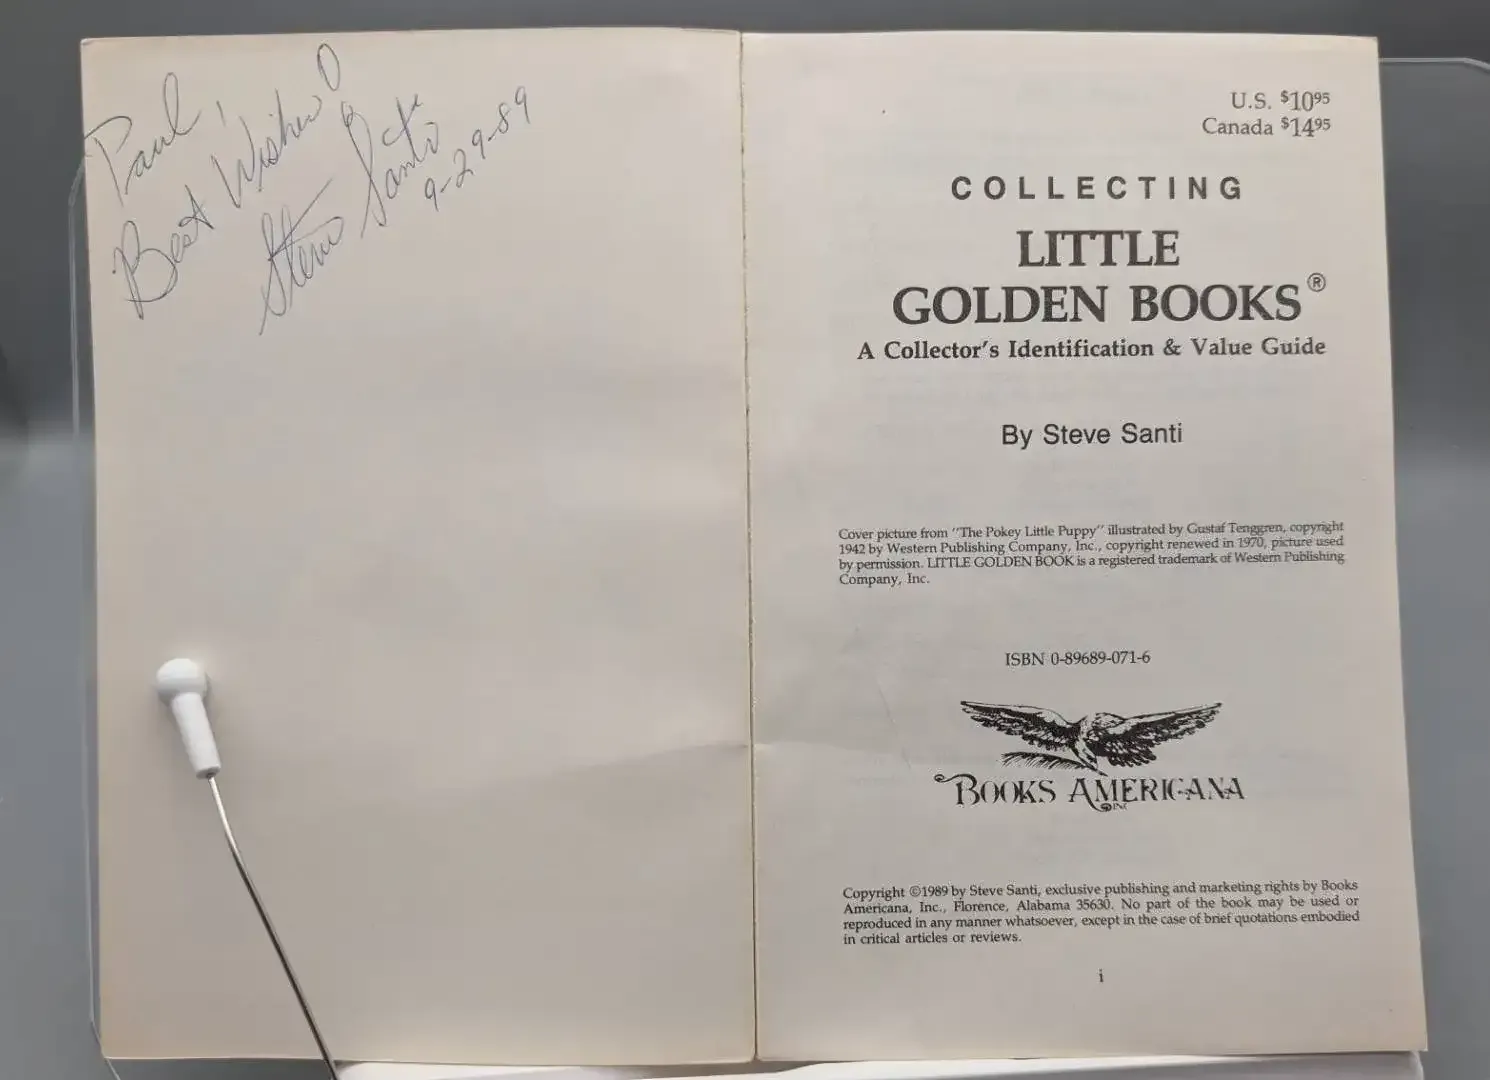 Paul,
Best Wishes
Steve Santi
9-29-89
U.S. $10.95
Canada $14.95
COLLECTING
LITTLE
GOLDEN BOOKS®
A Collector's Identification & Value Guide
By Steve Santi
Cover picture from "The Pokey Little Puppy" illustrated by Gustaf Tenggren, copyright
1942 by Western Publishing Company, Inc., copyright renewed in 1970, picture used
by permission. LITTLE GOLDEN BOOK is a registered trademark of Western Publishing
Company, Inc.
ISBN 0-89689-071-6
BOOKS AMERICANA
INC
Copyright ©1989 by Steve Santi, exclusive publishing and marketing rights by Books
Americana, Inc., Florence, Alabama 35630. No part of the book may be used or
reproduced in any manner whatsoever, except in the case of brief quotations embodied
in critical articles or reviews.
i